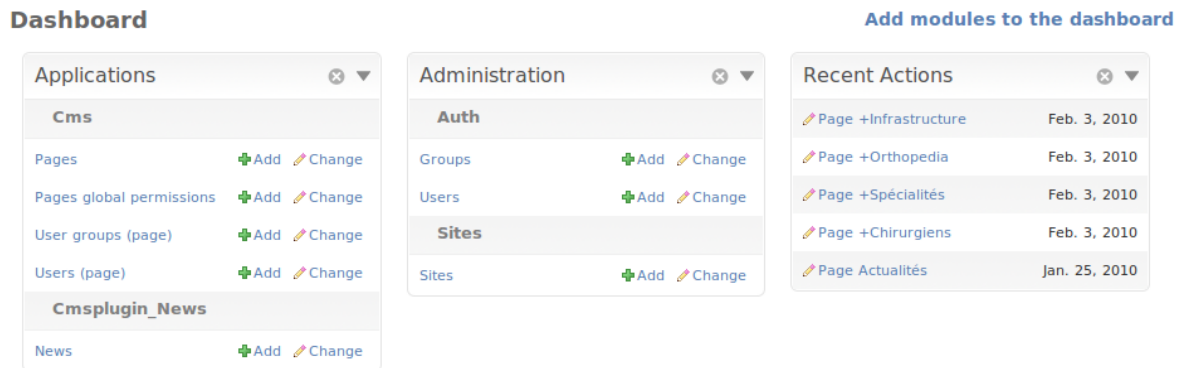 Dashboard
Add modules to the dashboard
Applications
Cms
Pages Add Change
Pages global permissions Add Change
User groups (page) Add Change
Users (page) Add Change
Cmsplugin_News
News Add Change
Administration
Auth
Groups Add Change
Users Add Change
Sites
Sites Add Change
Recent Actions
Page +Infrastructure Feb. 3, 2010
Page +Orthopedia Feb. 3, 2010
Page +Spécialités Feb. 3, 2010
Page +Chirurgiens Feb. 3, 2010
Page Actualités Jan. 25, 2010